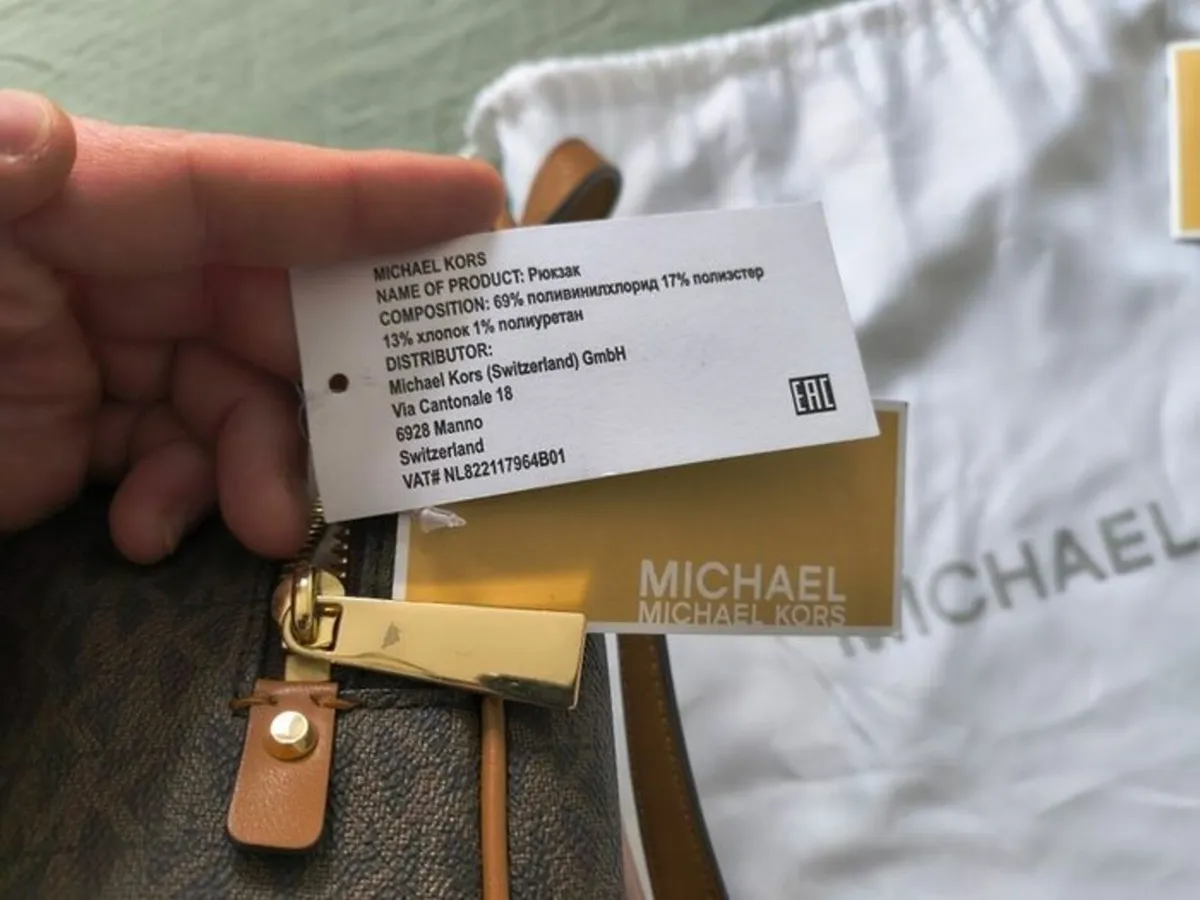 MICHAEL KORS
NAME OF PRODUCT: Рюкзак
COMPOSITION: 69% поливинилхлорид 17% полиэстер
13% хлопок 1% полиуретан
DISTRIBUTOR:
Michael Kors (Switzerland) GmbH
Via Cantonale 18
6928 Manno
Switzerland
VAT# NL822117964B01
EAC
MICHAEL
MICHAEL KORS
MICHAEL